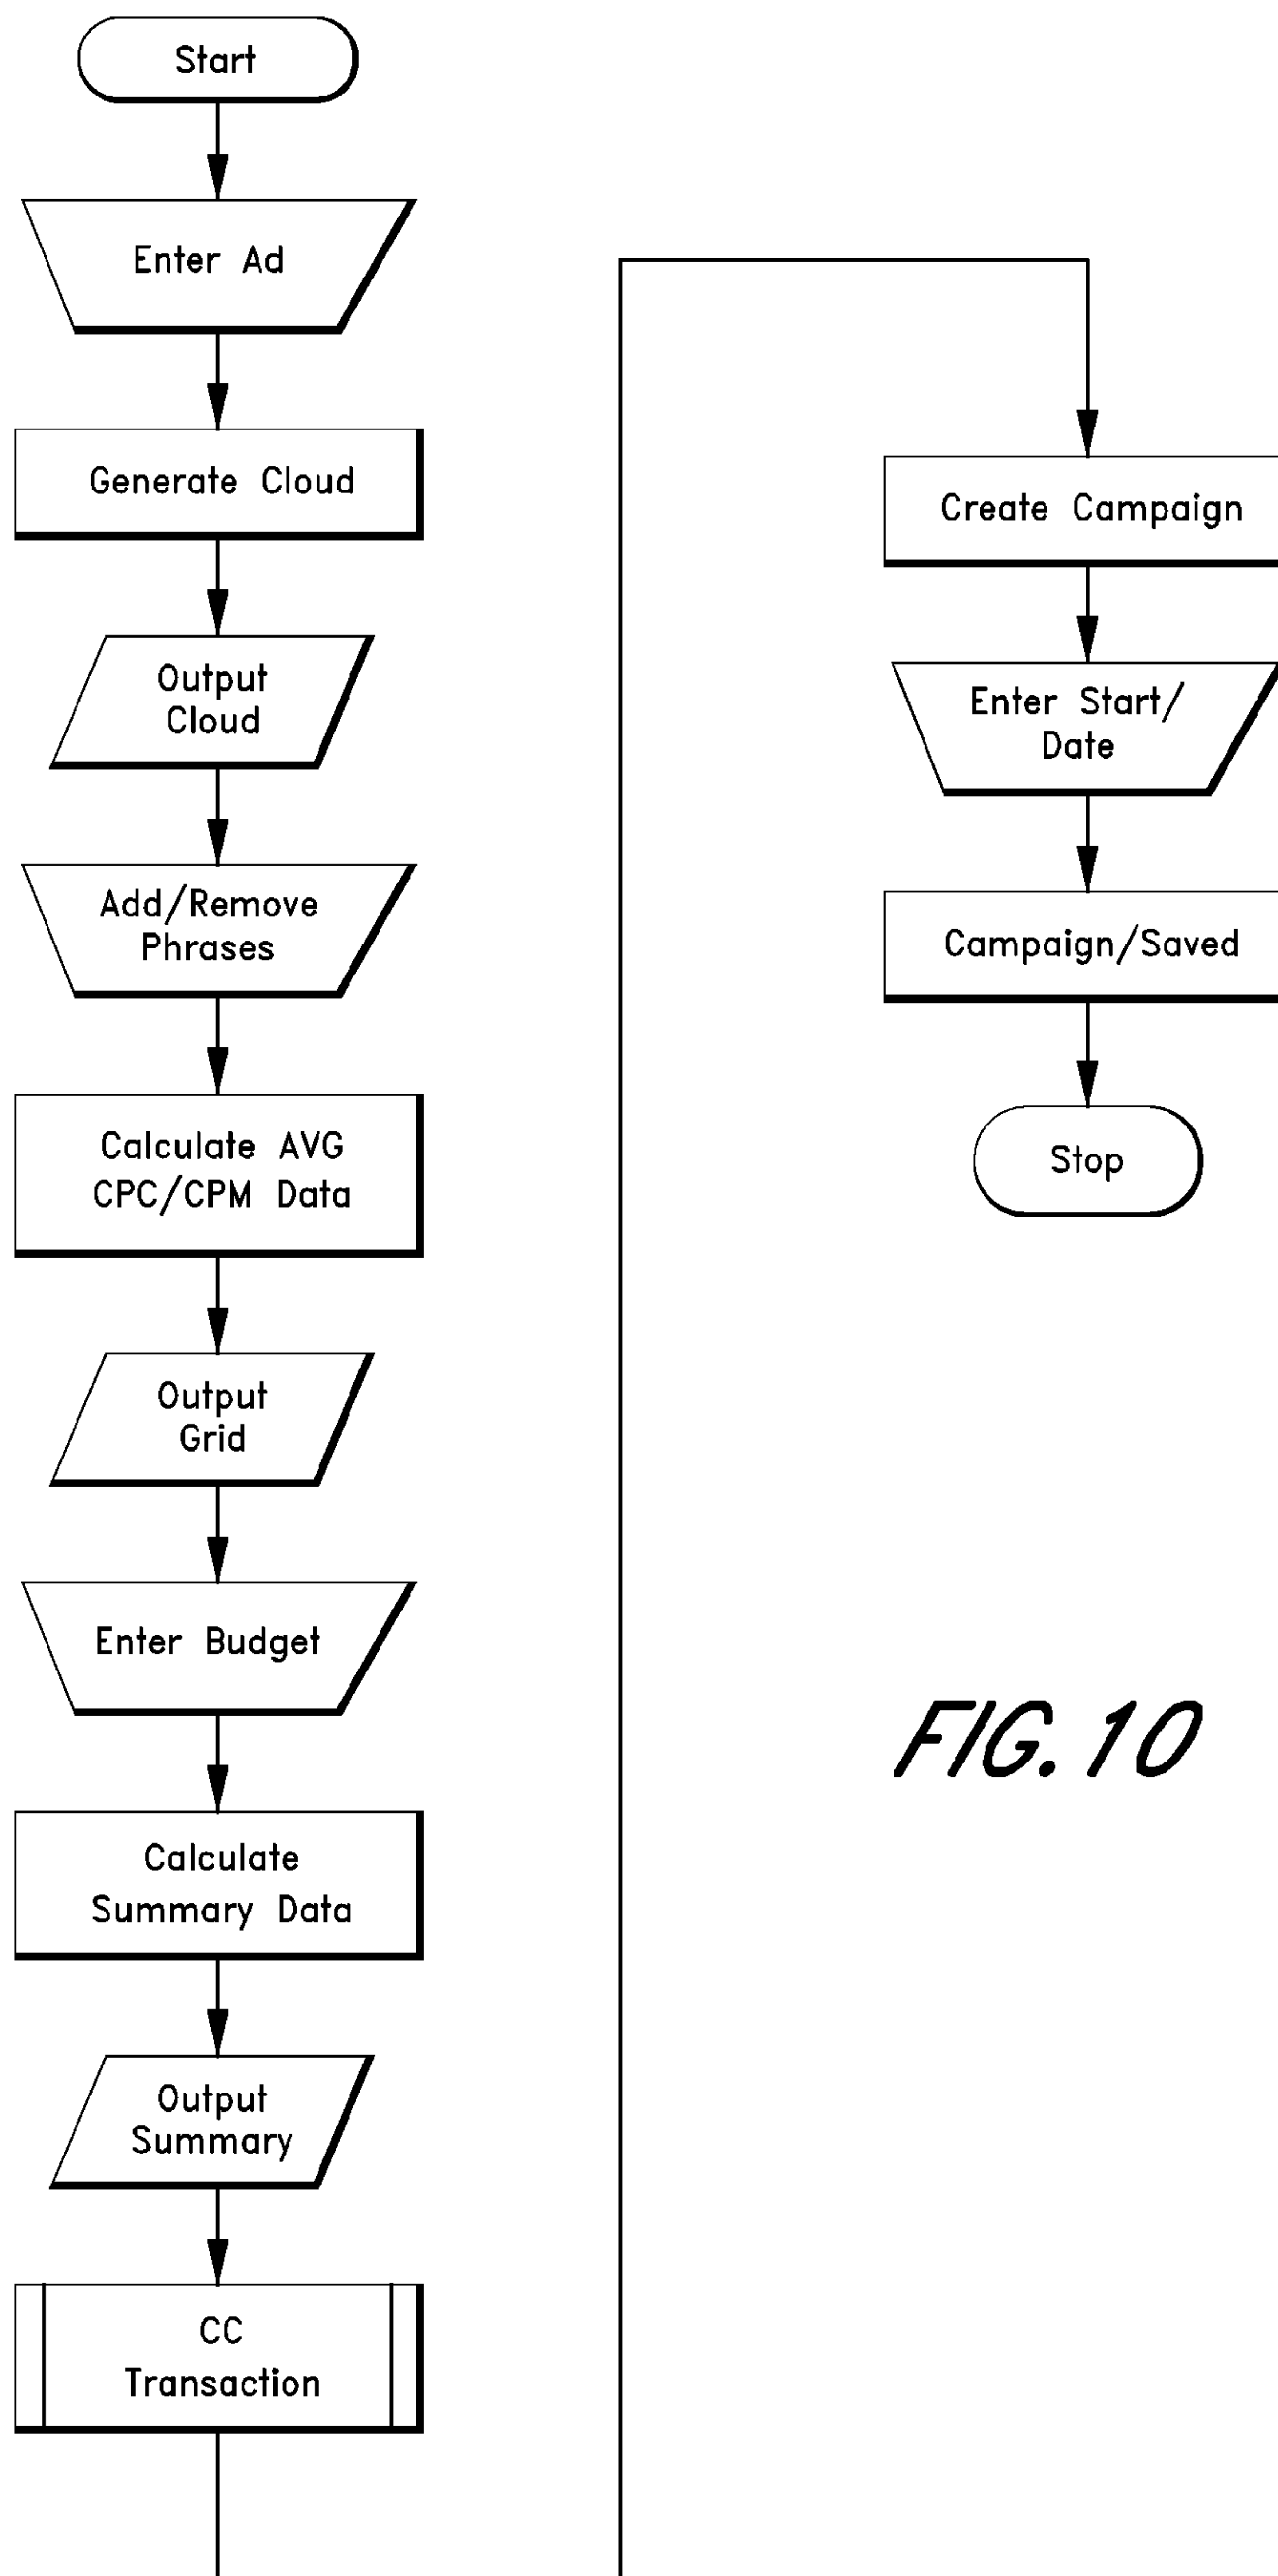 Start
Enter Ad
Generate Cloud
Output
Cloud
Add/Remove
Phrases
Calculate AVG
CPC/CPM Data
Output
Grid
Enter Budget
Calculate
Summary Data
Output
Summary
CC
Transaction
Create Campaign
Enter Start/
Date
Campaign/Saved
Stop
FIG. 10